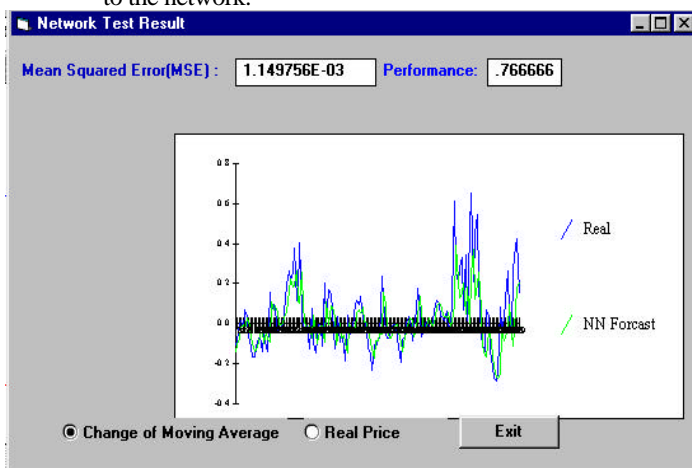 to the network.
Network Test Result
Mean Squared Error(MSE) : 1.149756E-03 Performance: .766666
0.8
0.6
0.4
0.2
0.0
-0.2
-0.4
Real
NN Forcast
Change of Moving Average Real Price Exit